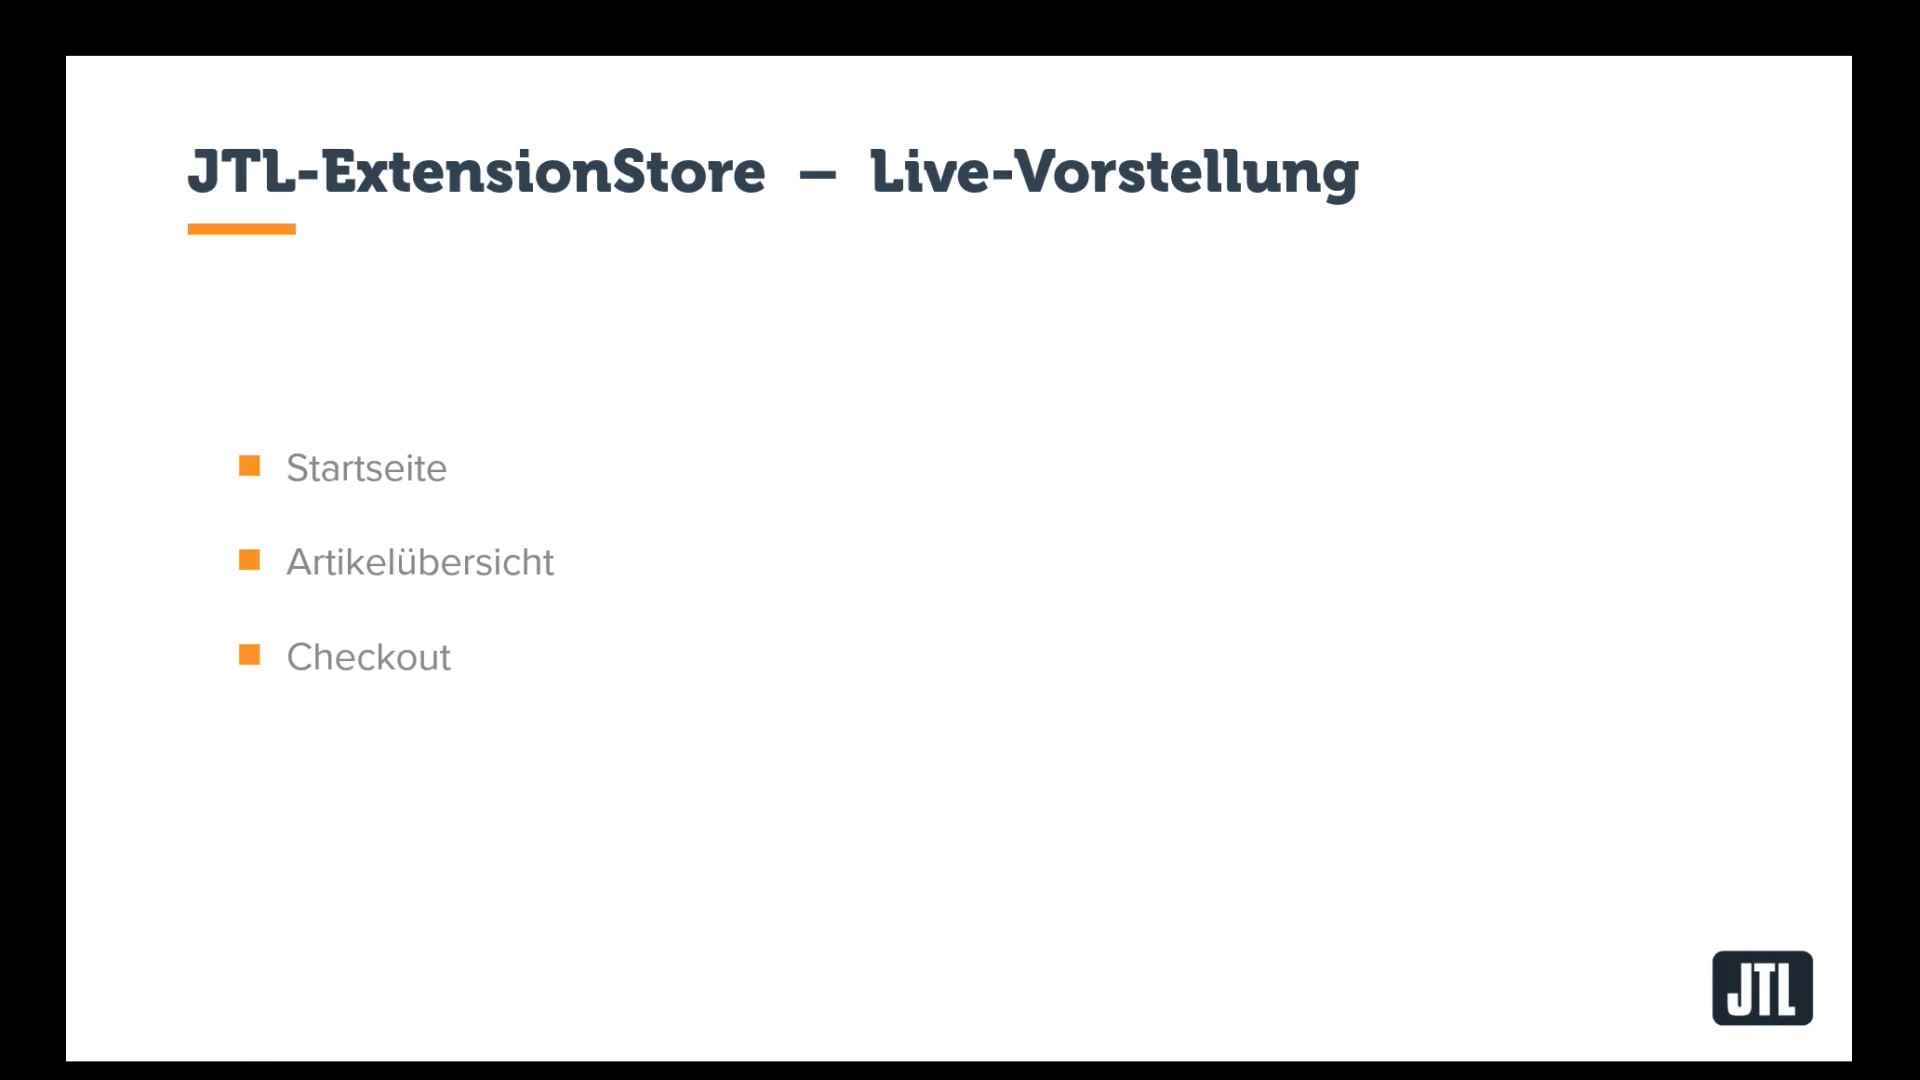 JTL-ExtensionStore – Live-Vorstellung
Startseite
Artikelübersicht
Checkout
JTL